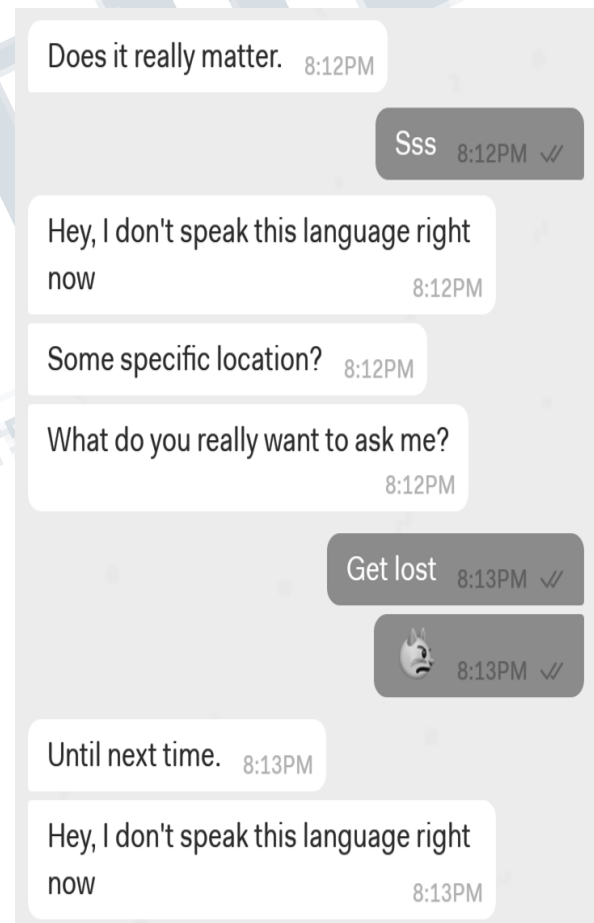 Does it really matter. 8:12PM
Sss 8:12PM
Hey, I don't speak this language right
now 8:12PM
Some specific location? 8:12PM
What do you really want to ask me?
8:12PM
Get lost 8:13PM
8:13PM
Until next time. 8:13PM
Hey, I don't speak this language right
now 8:13PM